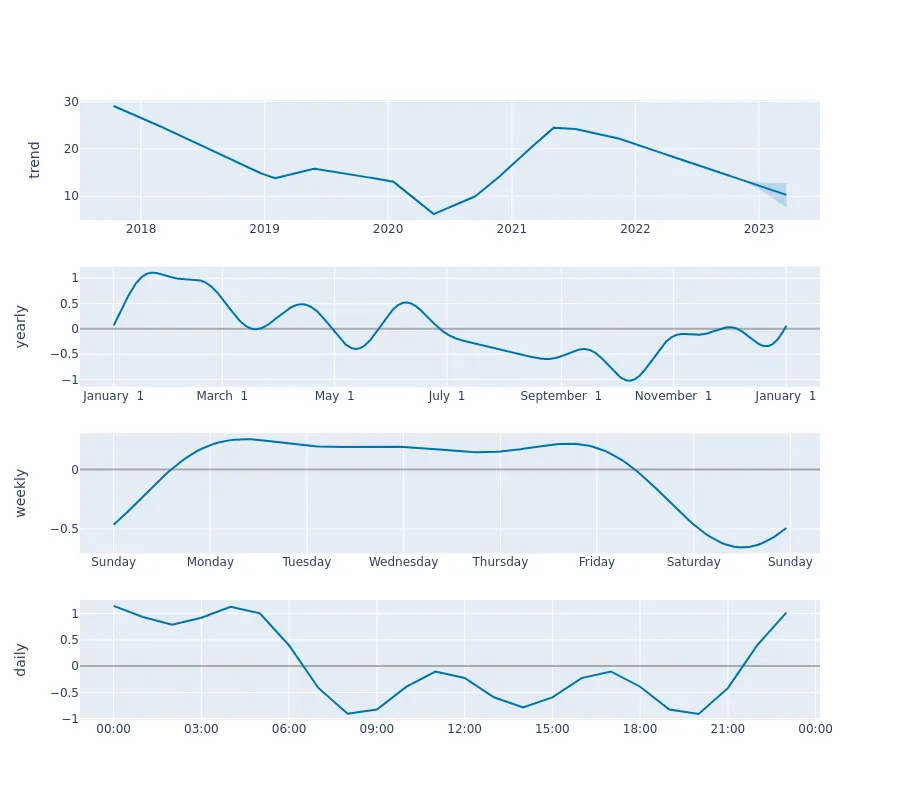 trend
30
20
10
2018 2019 2020 2021 2022 2023
yearly
1
0.5
0
−0.5
−1
January 1 March 1 May 1 July 1 September 1 November 1 January 1
weekly
0
−0.5
Sunday Monday Tuesday Wednesday Thursday Friday Saturday Sunday
daily
1
0.5
0
−0.5
−1
00:00 03:00 06:00 09:00 12:00 15:00 18:00 21:00 00:00